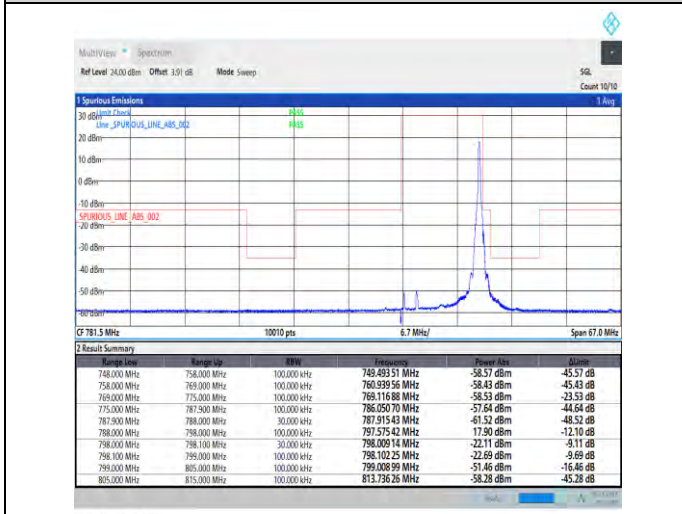 MultiView Spectrum
Ref Level 24.00 dBm Offset 3.91 dB Mode Sweep SGL
Count 10/10
1 Spurious Emissions 1 Avg
30 dBm Limit Check PASS
Line _SPURIOUS_LINE_ABS_002 PASS
20 dBm
10 dBm
0 dBm
-10 dBm
SPURIOUS_LINE_ABS_002
-20 dBm
-30 dBm
-40 dBm
-50 dBm
-60 dBm
CF 781.5 MHz 10010 pts 6.7 MHz/ Span 67.0 MHz
2 Result Summary
Range Low Range Up RBW Frequency Power Abs ΔLimit
748.000 MHz 758.000 MHz 100.000 kHz 749.493 51 MHz -58.57 dBm -45.57 dB
758.000 MHz 769.000 MHz 100.000 kHz 760.939 56 MHz -58.43 dBm -45.43 dB
769.000 MHz 775.000 MHz 100.000 kHz 769.116 88 MHz -58.53 dBm -23.53 dB
775.000 MHz 787.900 MHz 100.000 kHz 786.050 70 MHz -57.64 dBm -44.64 dB
787.900 MHz 788.000 MHz 30.000 kHz 787.915 43 MHz -61.52 dBm -48.52 dB
788.000 MHz 798.000 MHz 100.000 kHz 797.575 42 MHz 17.90 dBm -12.10 dB
798.000 MHz 798.100 MHz 30.000 kHz 798.009 14 MHz -22.11 dBm -9.11 dB
798.100 MHz 799.000 MHz 100.000 kHz 798.102 25 MHz -22.69 dBm -9.69 dB
799.000 MHz 805.000 MHz 100.000 kHz 799.008 99 MHz -51.46 dBm -16.46 dB
805.000 MHz 815.000 MHz 100.000 kHz 813.736 26 MHz -58.28 dBm -45.28 dB